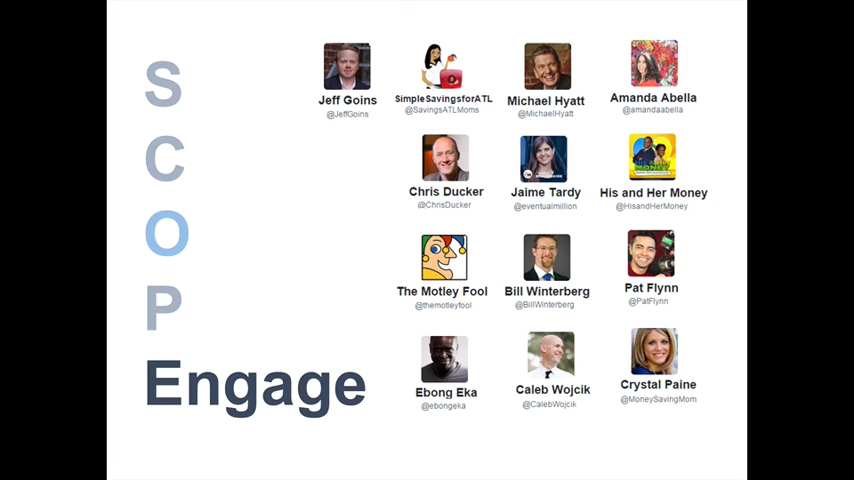 S
C
O
P
Engage
Jeff Goins
@JeffGoins
SimpleSavingsforATL
@SavingsATLMoms
Michael Hyatt
@MichaelHyatt
Amanda Abella
@amandaabella
Chris Ducker
@ChrisDucker
Jaime Tardy
@eventualmillion
His and Her Money
@HisandHerMoney
The Motley Fool
@themotleyfool
Bill Winterberg
@BillWinterberg
Pat Flynn
@PatFlynn
Ebong Eka
@ebongeka
Caleb Wojcik
@CalebWojcik
Crystal Paine
@MoneySavingMom